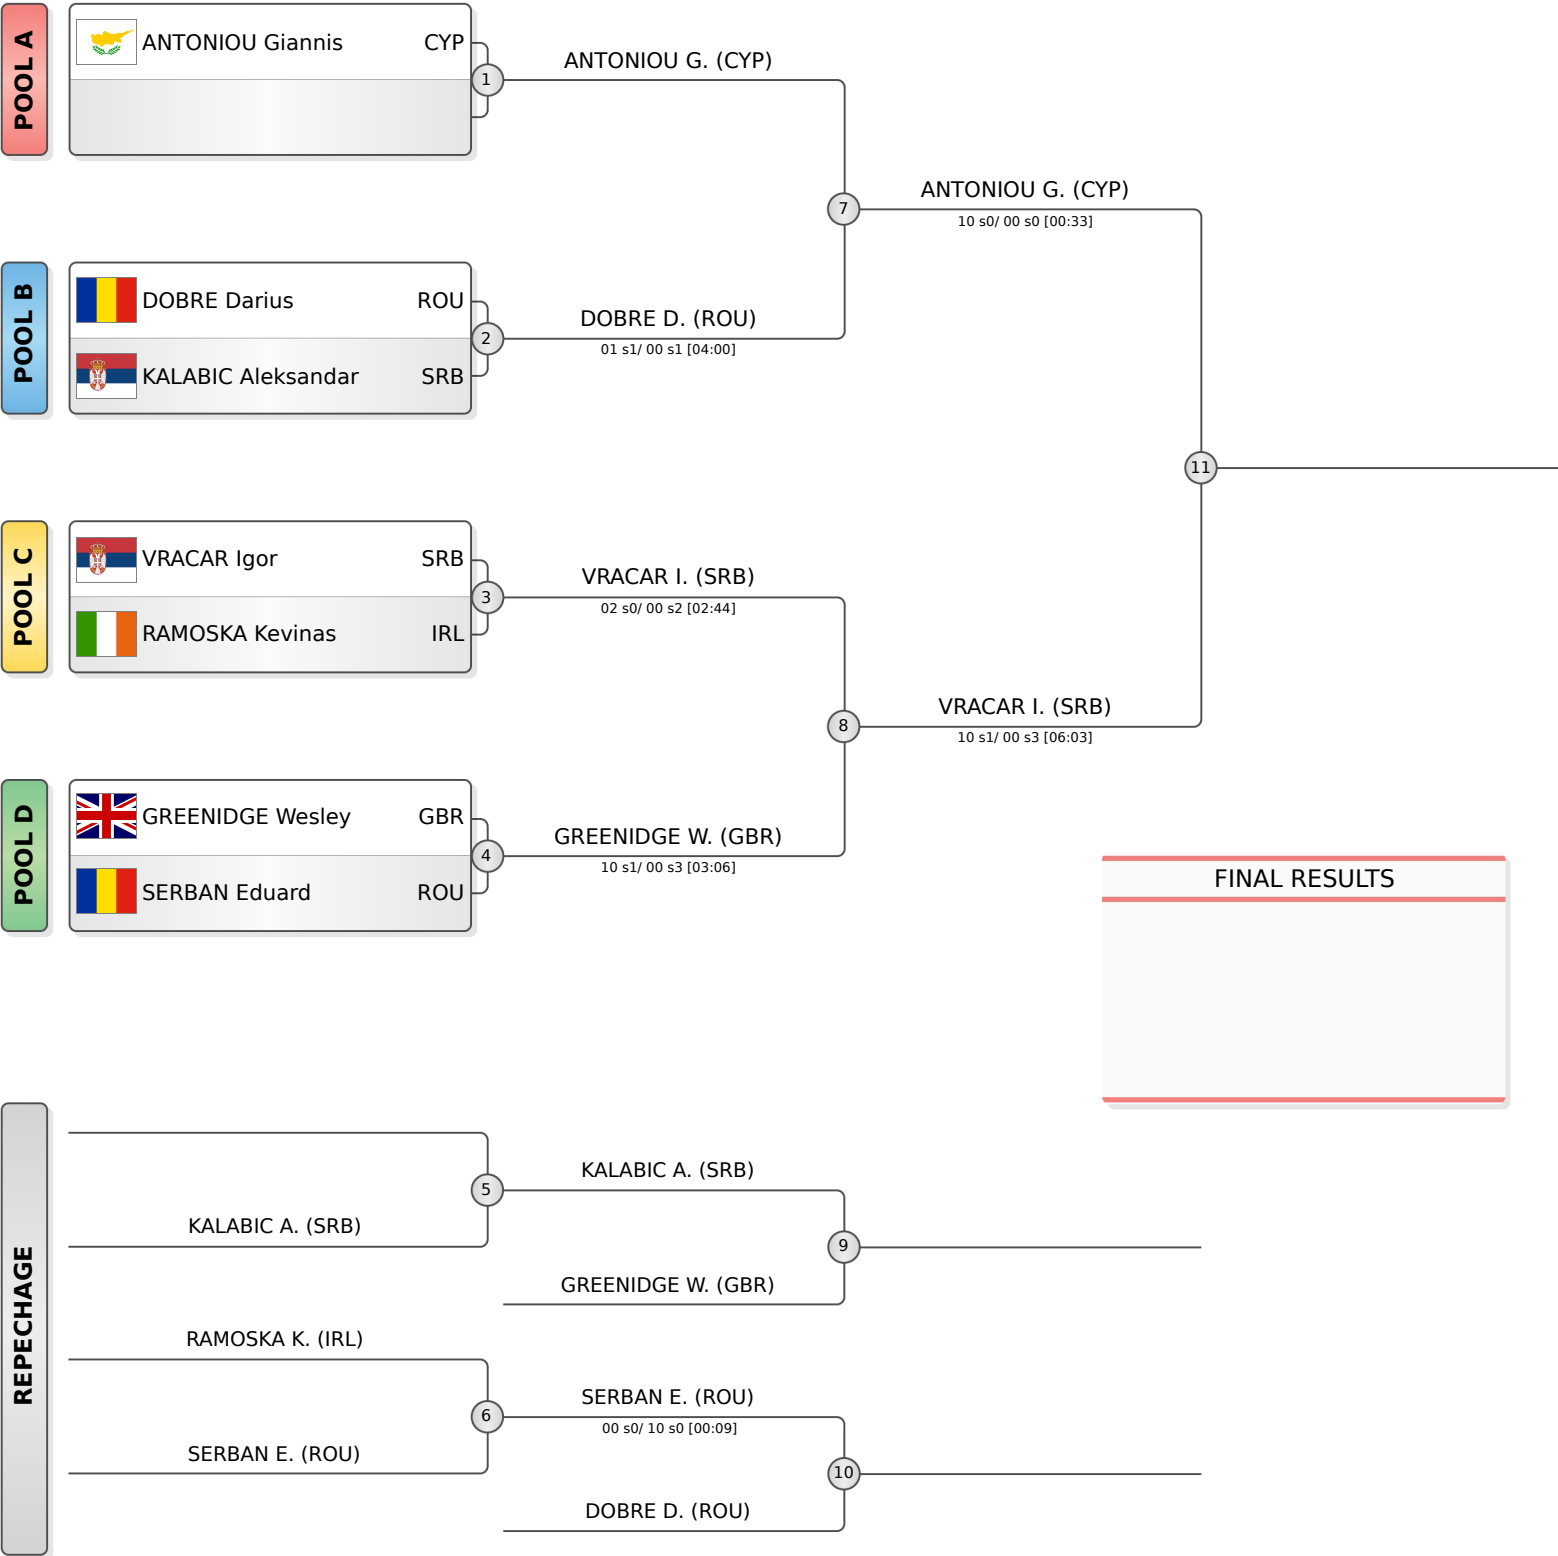 POOL A
ANTONIOU Giannis CYP
1
ANTONIOU G. (CYP)
7
ANTONIOU G. (CYP)
10 s0/ 00 s0 [00:33]
POOL B
DOBRE Darius ROU
KALABIC Aleksandar SRB
2
DOBRE D. (ROU)
01 s1/ 00 s1 [04:00]
11
POOL C
VRACAR Igor SRB
RAMOSKA Kevinas IRL
3
VRACAR I. (SRB)
02 s0/ 00 s2 [02:44]
8
VRACAR I. (SRB)
10 s1/ 00 s3 [06:03]
POOL D
GREENIDGE Wesley GBR
SERBAN Eduard ROU
4
GREENIDGE W. (GBR)
10 s1/ 00 s3 [03:06]
FINAL RESULTS
REPECHAGE
KALABIC A. (SRB)
5
KALABIC A. (SRB)
GREENIDGE W. (GBR)
9
RAMOSKA K. (IRL)
SERBAN E. (ROU)
6
SERBAN E. (ROU)
00 s0/ 10 s0 [00:09]
DOBRE D. (ROU)
10